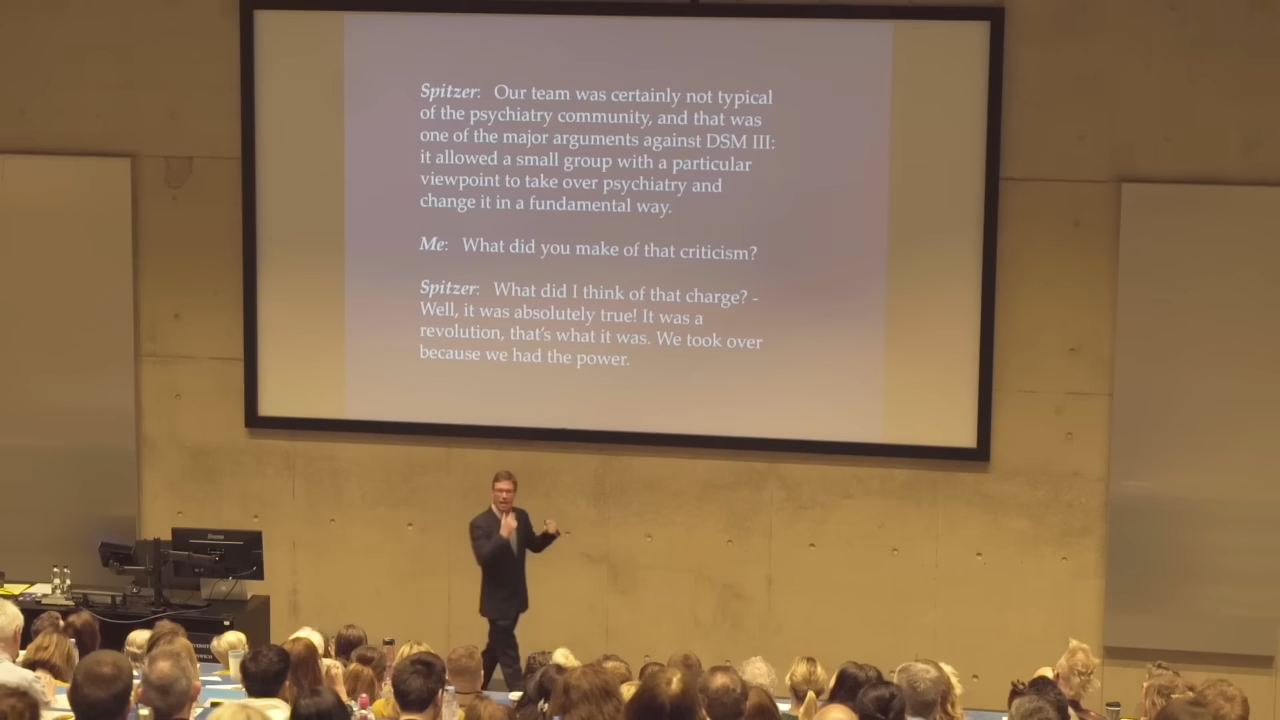 Spitzer: Our team was certainly not typical
of the psychiatry community, and that was
one of the major arguments against DSM III:
it allowed a small group with a particular
viewpoint to take over psychiatry and
change it in a fundamental way.
Me: What did you make of that criticism?
Spitzer: What did I think of that charge? -
Well, it was absolutely true! It was a
revolution, that's what it was. We took over
because we had the power.